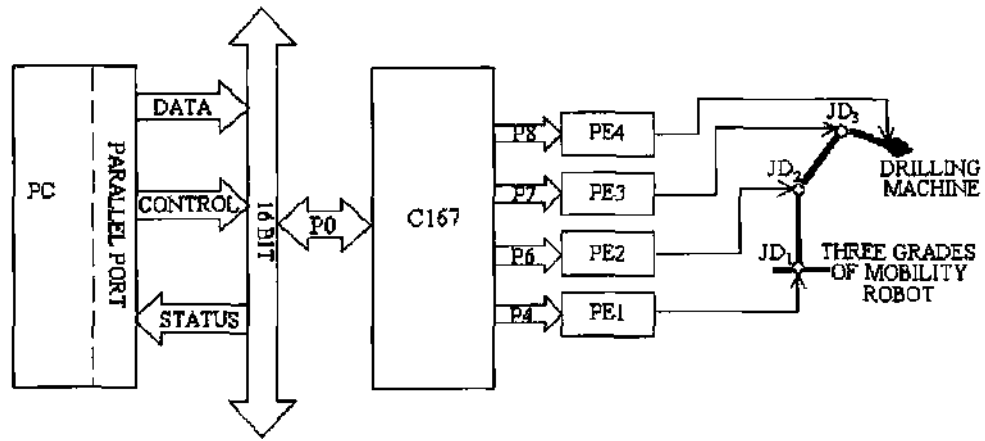 PC
PARALLEL PORT
DATA
CONTROL
STATUS
16 BIT
P0
C167
P8
P7
P6
P4
PE4
PE3
PE2
PE1
JD3
JD2
JD1
DRILLING
MACHINE
THREE GRADES
OF MOBILITY
ROBOT